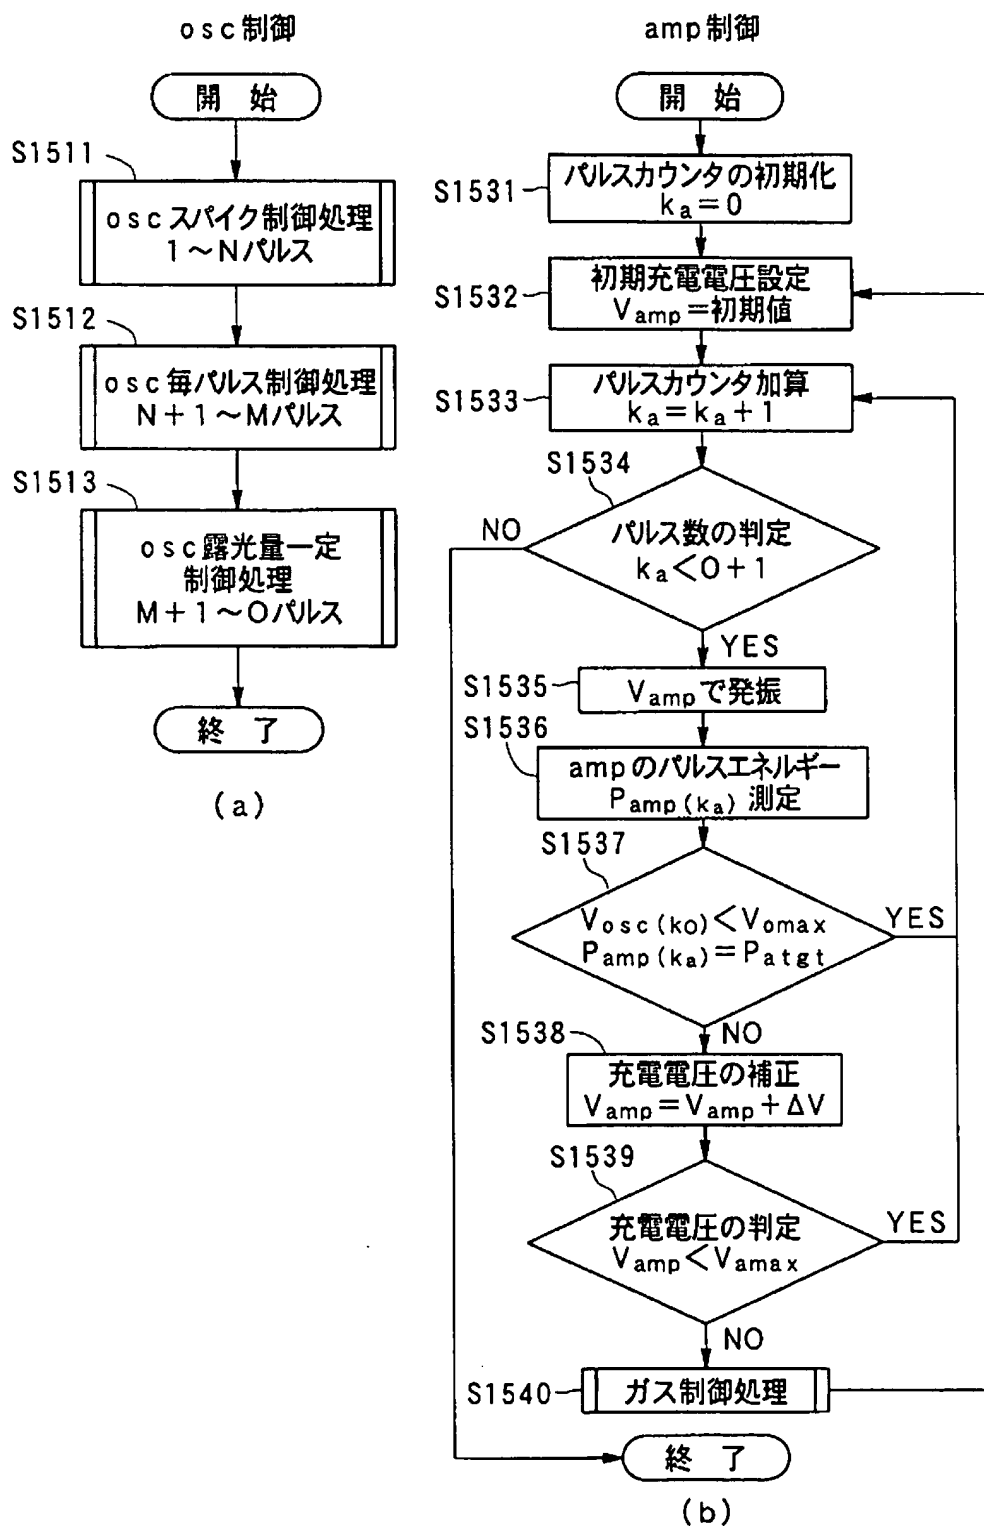 osc制御
開 始
S1511
oscスパイク制御処理
1~Nパルス
S1512
osc毎パルス制御処理
N+1~Mパルス
S1513
osc露光量一定
制御処理
M+1~Oパルス
終 了
(a)
amp制御
開 始
S1531
パルスカウンタの初期化
ka=0
S1532
初期充電電圧設定
Vamp=初期値
S1533
パルスカウンタ加算
ka=ka+1
S1534
パルス数の判定
ka<O+1
NO
YES
S1535
Vampで発振
S1536
ampのパルスエネルギー
Pamp(ka) 測定
S1537
Vosc(ko)<Vomax
Pamp(ka)=Patgt
YES
NO
S1538
充電電圧の補正
Vamp=Vamp+ΔV
S1539
充電電圧の判定
Vamp<Vamax
YES
NO
S1540
ガス制御処理
終 了
(b)